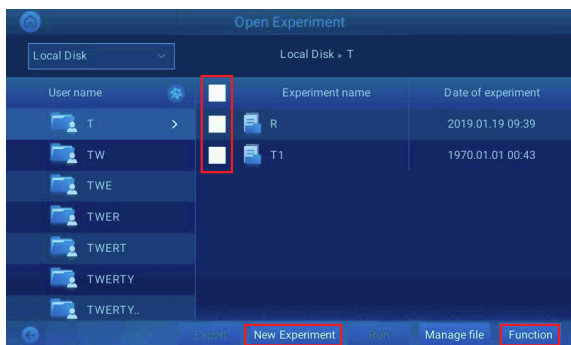 Open Experiment
Local Disk
Local Disk ▸ T
User name
Experiment name
Date of experiment
T
R
2019.01.19 09:39
TW
T1
1970.01.01 00:43
TWE
TWER
TWERT
TWERTY
TWERTY..
Export
New Experiment
Run
Manage file
Function